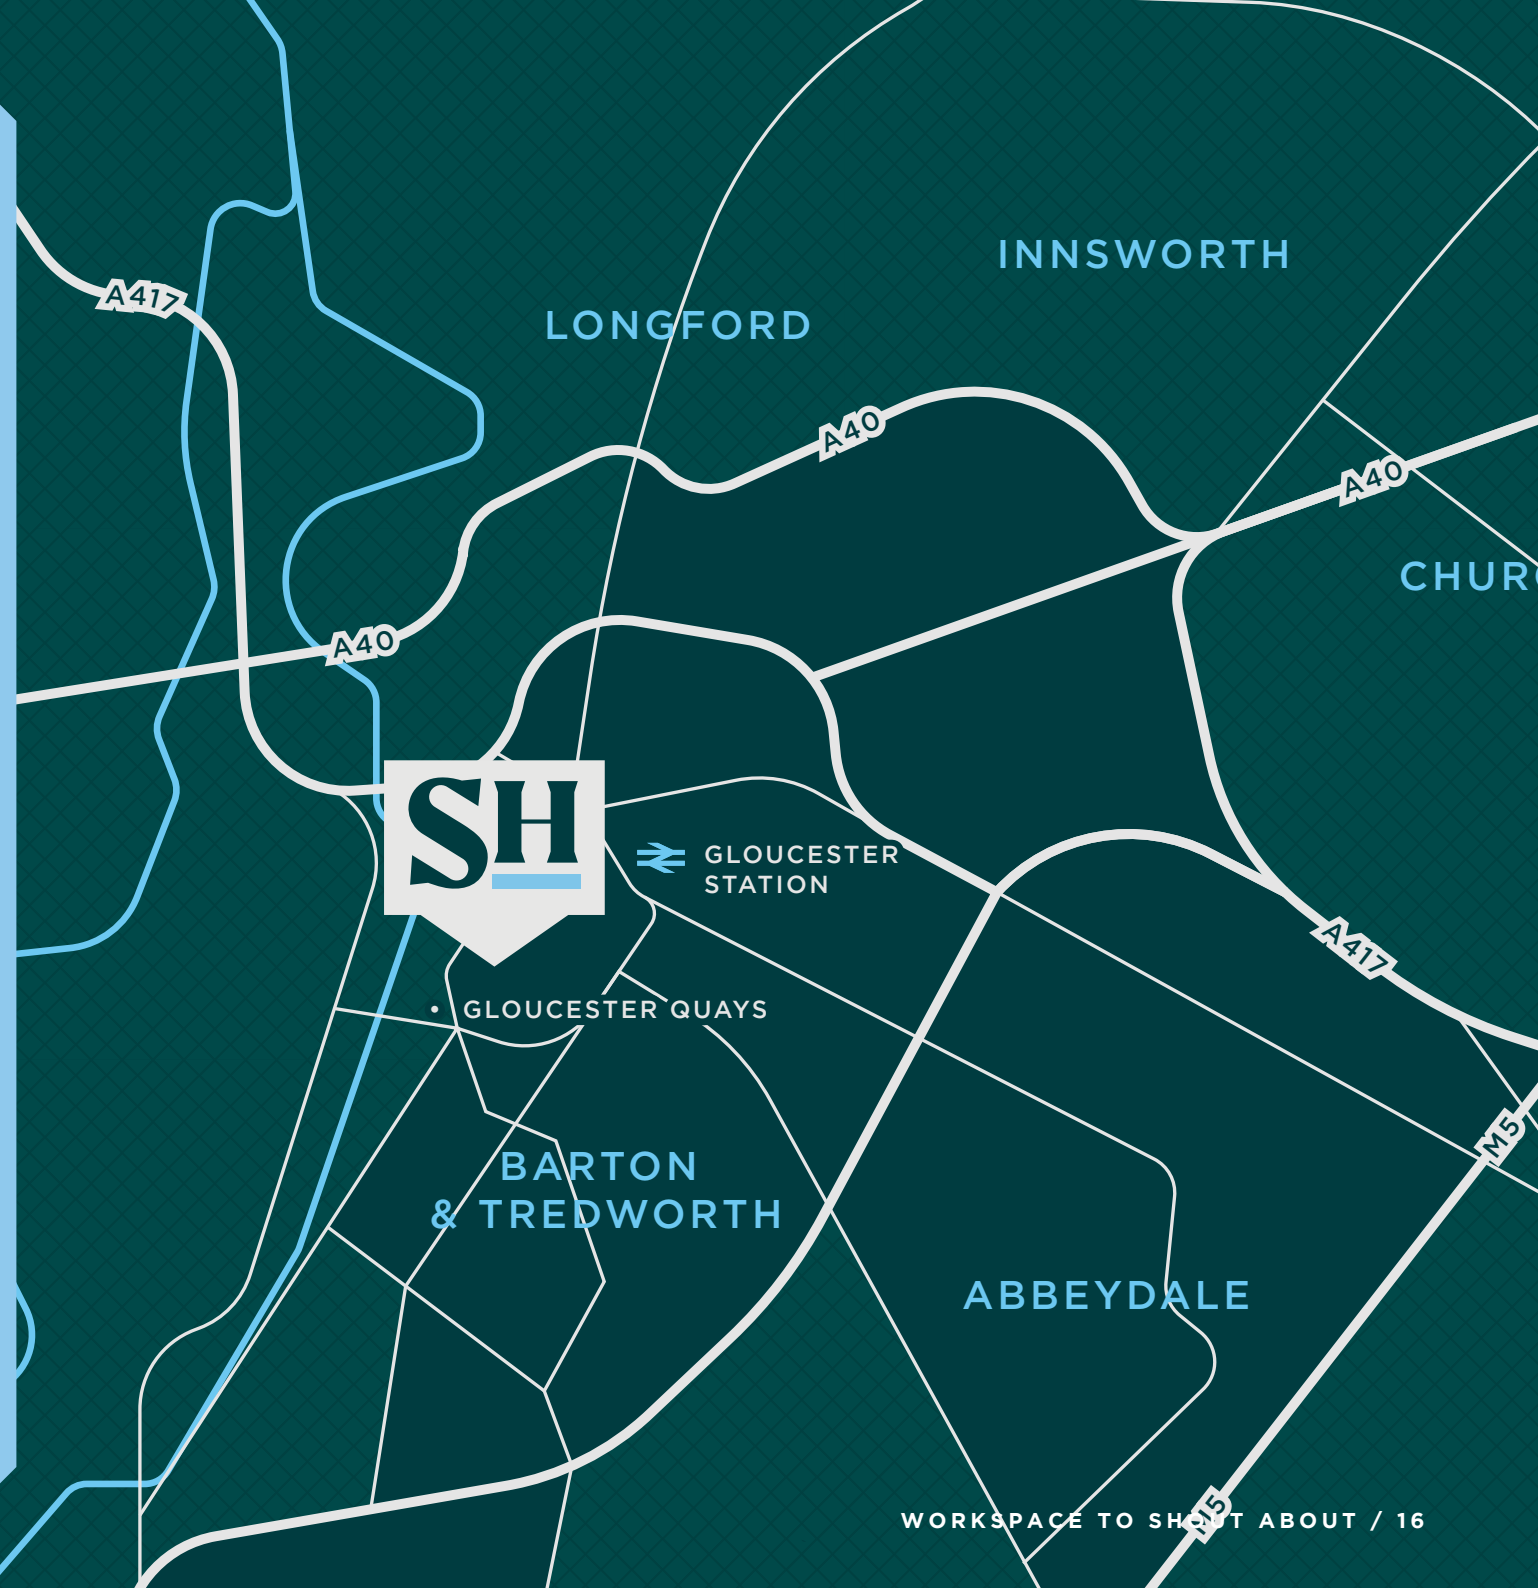 INNSWORTH
A417
LONGFORD
A40
A40
CHUR
A40
SH
GLOUCESTER
STATION
A417
GLOUCESTER QUAYS
M5
BARTON
& TREDWORTH
ABBEYDALE
M5
WORKSPACE TO SHOUT ABOUT / 16